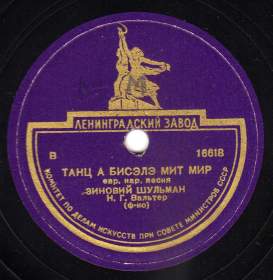 ЛЕНИНГРАДСКИЙ ЗАВОД
В 16618
ТАНЦ А БИСЭЛЭ МИТ МИР
евр. нар. песня
ЗИНОВИЙ ШУЛЬМАН
Н. Г. Вальтер
(ф-но)
КОМИТЕТ ПО ДЕЛАМ ИСКУССТВ ПРИ СОВЕТЕ МИНИСТРОВ СССР